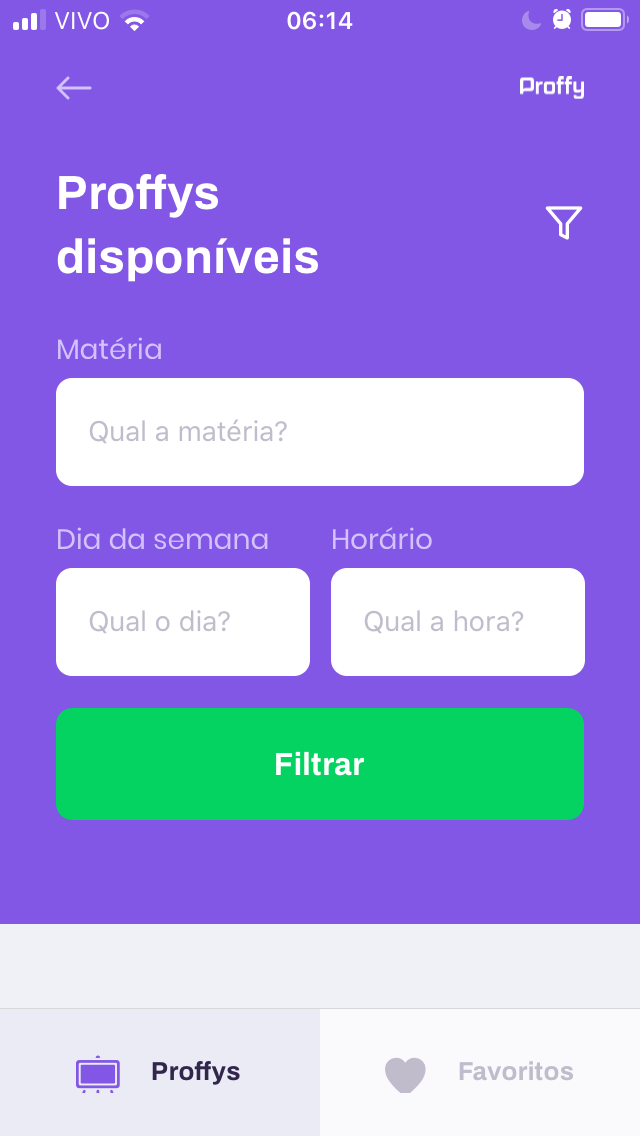 VIVO 06:14
Proffy
Proffys
disponíveis
Matéria
Qual a matéria?
Dia da semana Horário
Qual o dia? Qual a hora?
Filtrar
Proffys Favoritos